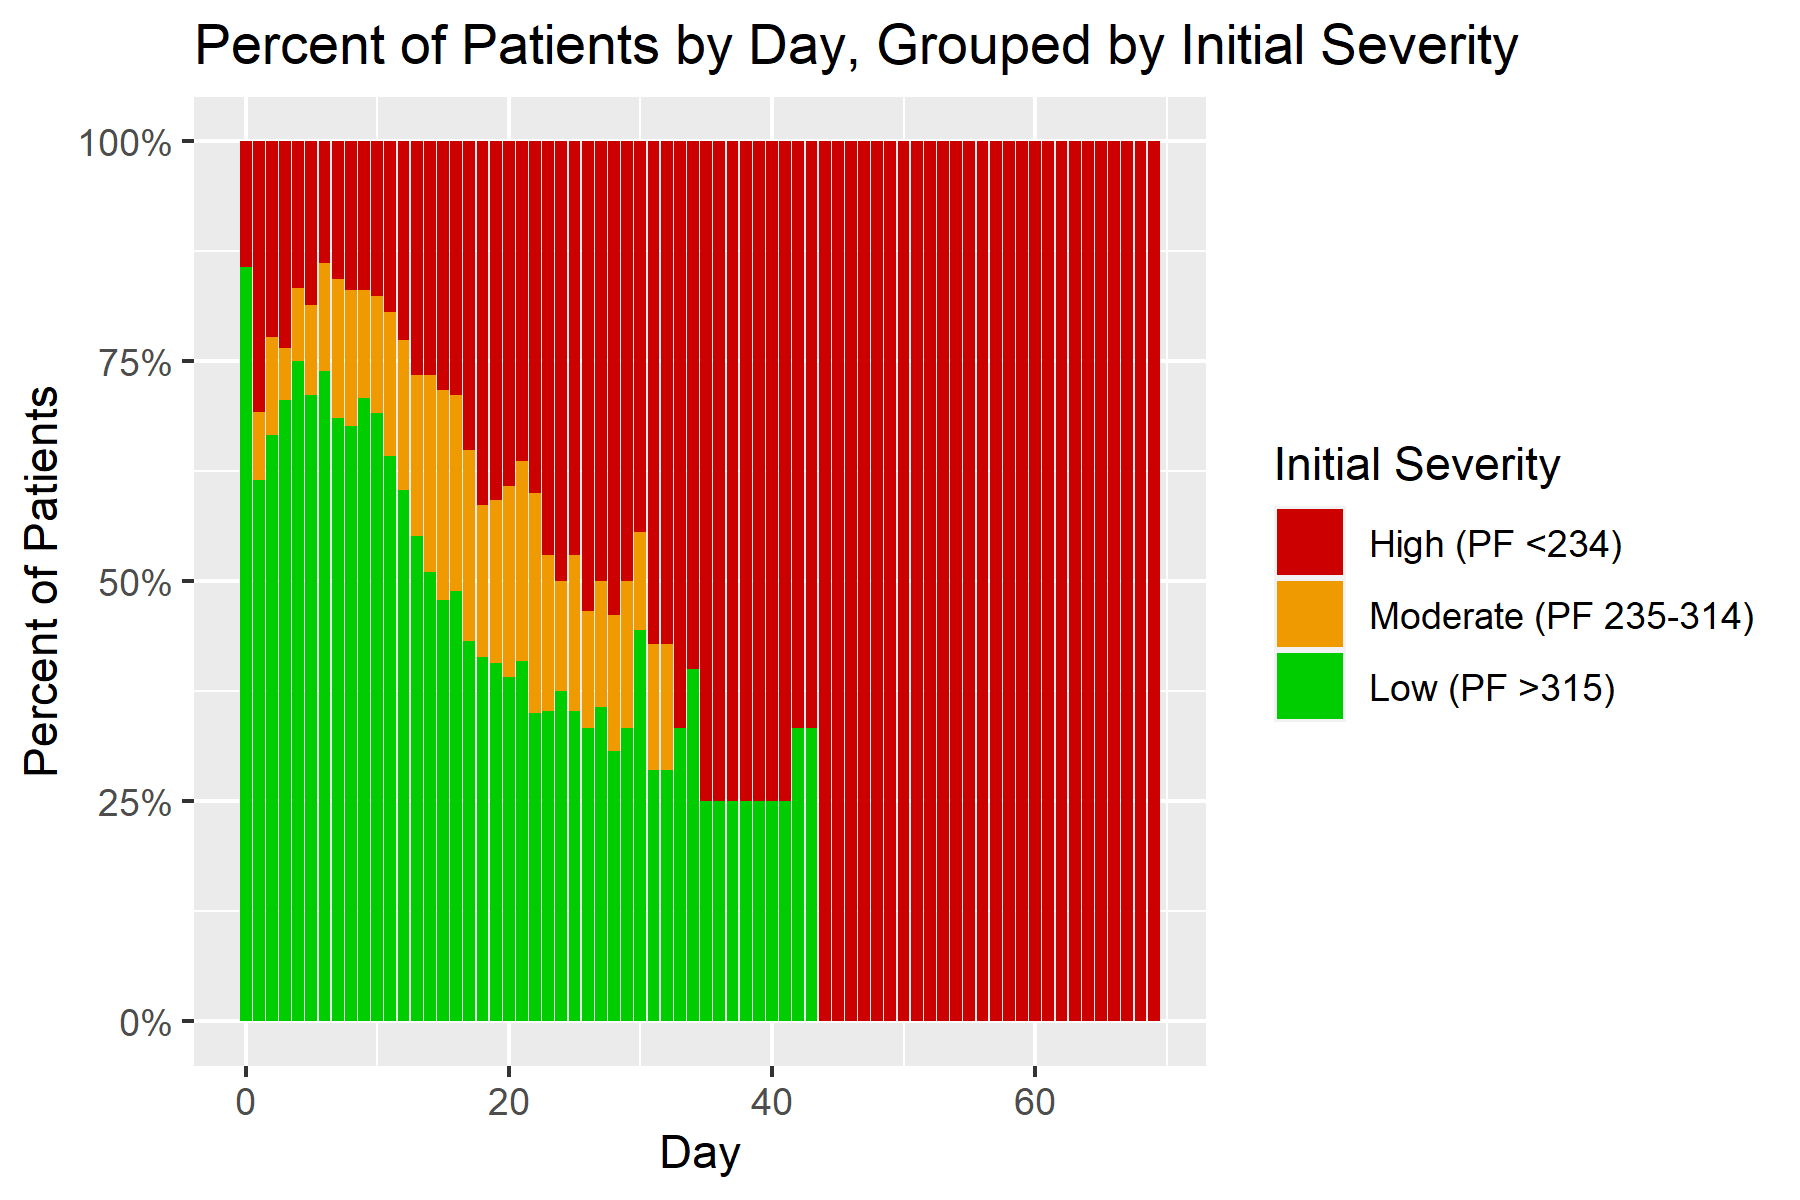 Percent of Patients by Day, Grouped by Initial Severity
100%
75%
50%
25%
0%
Percent of Patients
0 20 40 60
Day
Initial Severity
High (PF <234)
Moderate (PF 235-314)
Low (PF >315)